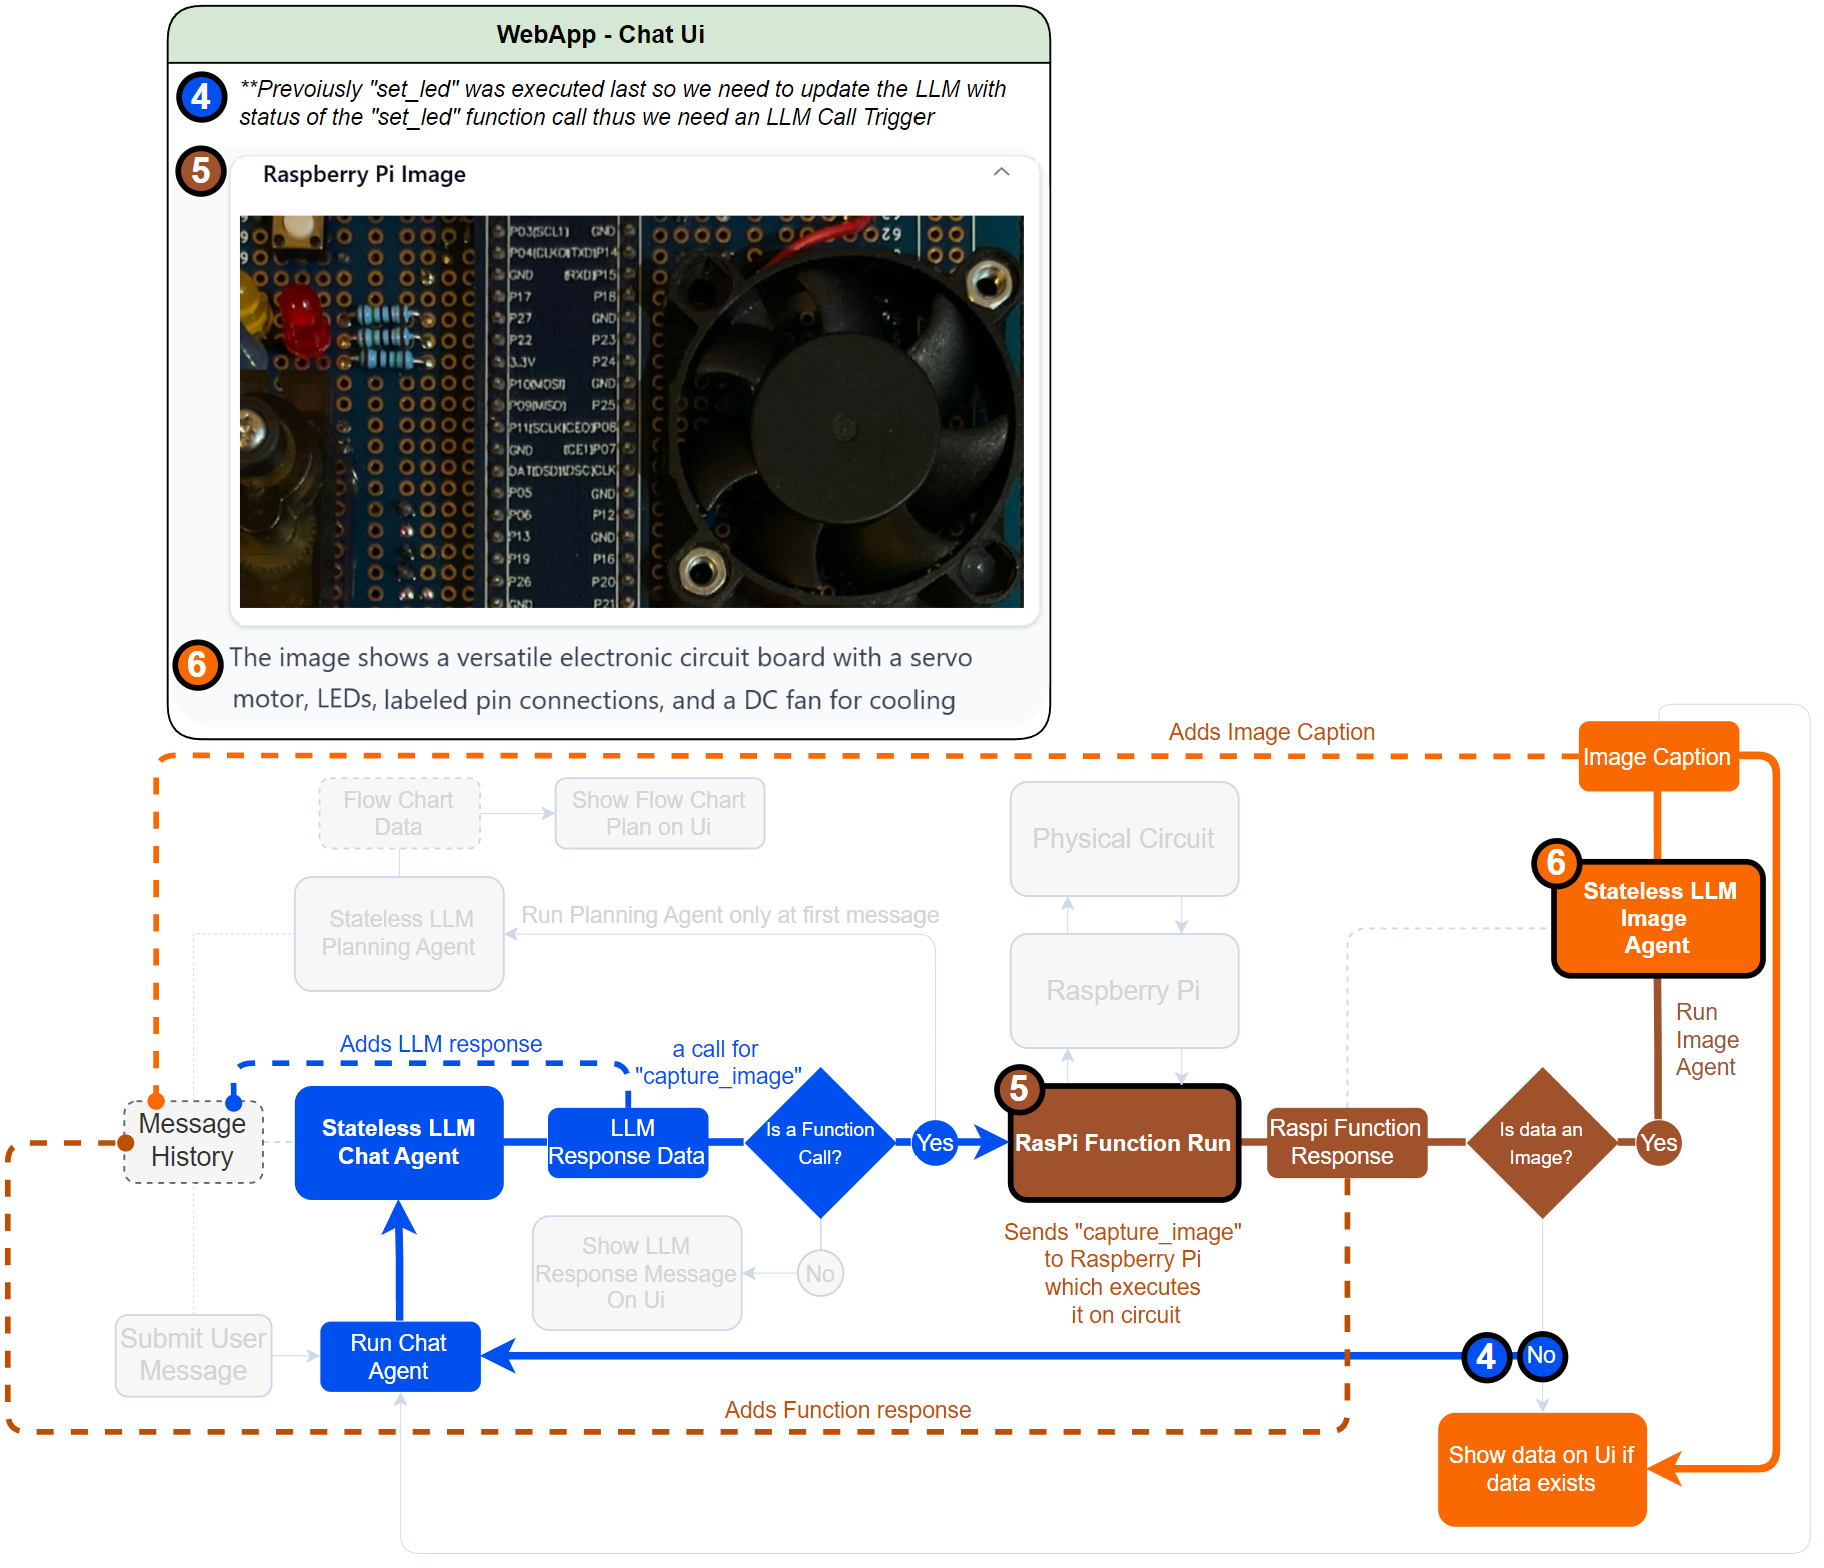 WebApp - Chat Ui
4
**Prevoiusly "set_led" was executed last so we need to update the LLM with
status of the "set_led" function call thus we need an LLM Call Trigger
5
Raspberry Pi Image
P03(SCL1) GND
P04(CLK0)(TXD)P14
GND (RXD)P15
P17 P18
P27 GND
P22 P23
3.3V P24
P10(MOSI) GND
P09(MISO) P25
P11(SCLK)(CE0)P08
GND (CE1)P07
DAT(DSD)(DSC)CLK
P05 GND
P06 P12
P13 GND
P19 P16
P26 P20
GND P21
62
6
The image shows a versatile electronic circuit board with a servo
motor, LEDs, labeled pin connections, and a DC fan for cooling
Adds Image Caption
Image Caption
Flow Chart
Data
Show Flow Chart
Plan on Ui
Physical Circuit
6
Stateless LLM
Image
Agent
Stateless LLM
Planning Agent
Run Planning Agent only at first message
Raspberry Pi
Run
Image
Agent
Adds LLM response
a call for
"capture_image"
Message
History
Stateless LLM
Chat Agent
LLM
Response Data
Is a Function
Call?
Yes
5
RasPi Function Run
Raspi Function
Response
Is data an
Image?
Yes
Show LLM
Response Message
On Ui
No
Sends "capture_image"
to Raspberry Pi
which executes
it on circuit
Submit User
Message
Run Chat
Agent
4
No
Adds Function response
Show data on Ui if
data exists